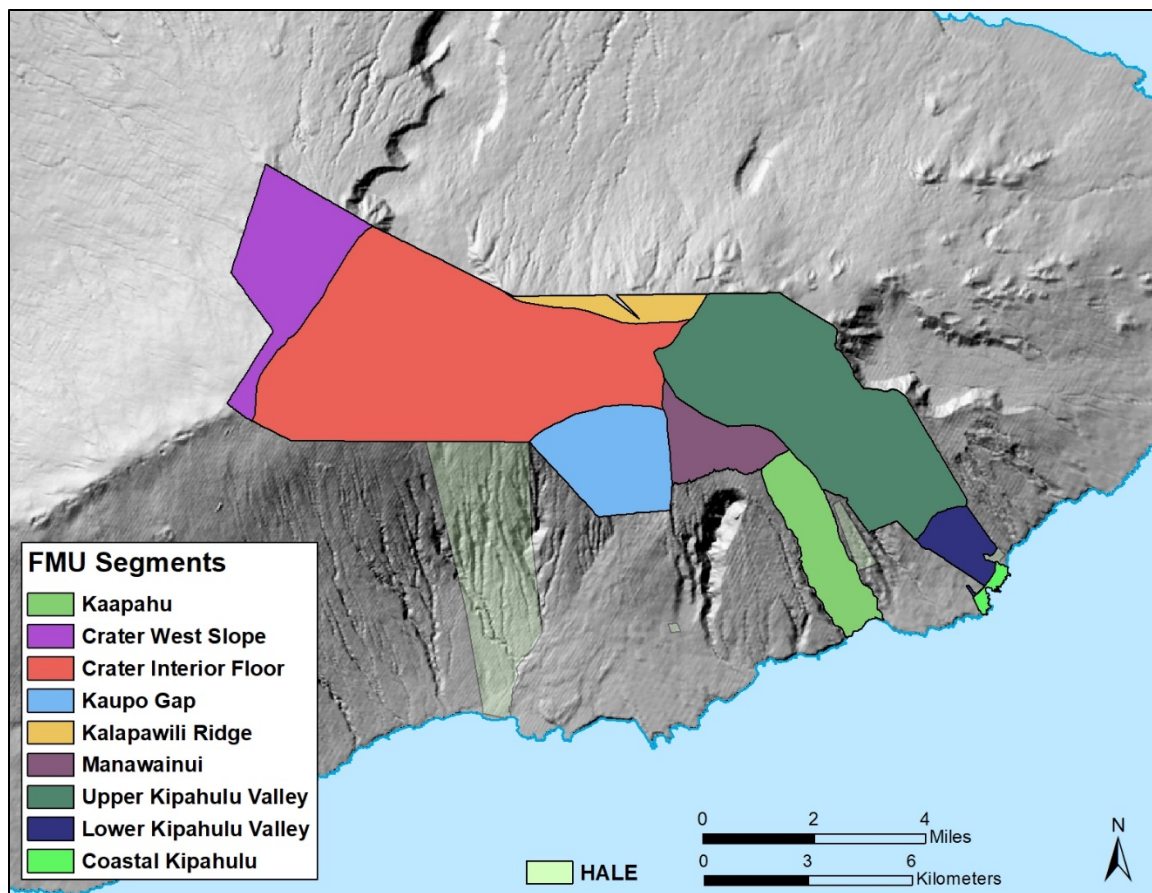 FMU Segments
Kaapahu
Crater West Slope
Crater Interior Floor
Kaupo Gap
Kalapawili Ridge
Manawainui
Upper Kipahulu Valley
Lower Kipahulu Valley
Coastal Kipahulu
HALE
0 2 4
Miles
0 3 6
Kilometers
N